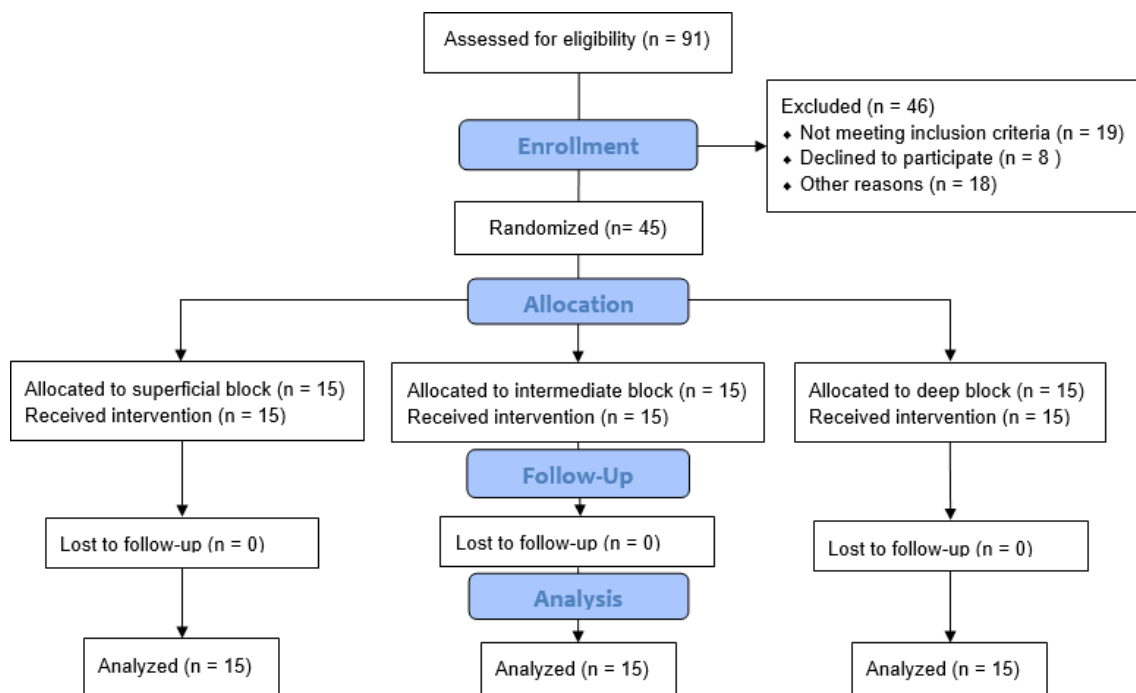 Assessed for eligibility (n = 91)
Excluded (n = 46)
⬥ Not meeting inclusion criteria (n = 19)
⬥ Declined to participate (n = 8 )
⬥ Other reasons (n = 18)
Enrollment
Randomized (n= 45)
Allocation
Allocated to superficial block (n = 15)
Received intervention (n = 15)
Allocated to intermediate block (n = 15)
Received intervention (n = 15)
Allocated to deep block (n = 15)
Received intervention (n = 15)
Follow-Up
Lost to follow-up (n = 0)
Lost to follow-up (n = 0)
Lost to follow-up (n = 0)
Analysis
Analyzed (n = 15)
Analyzed (n = 15)
Analyzed (n = 15)